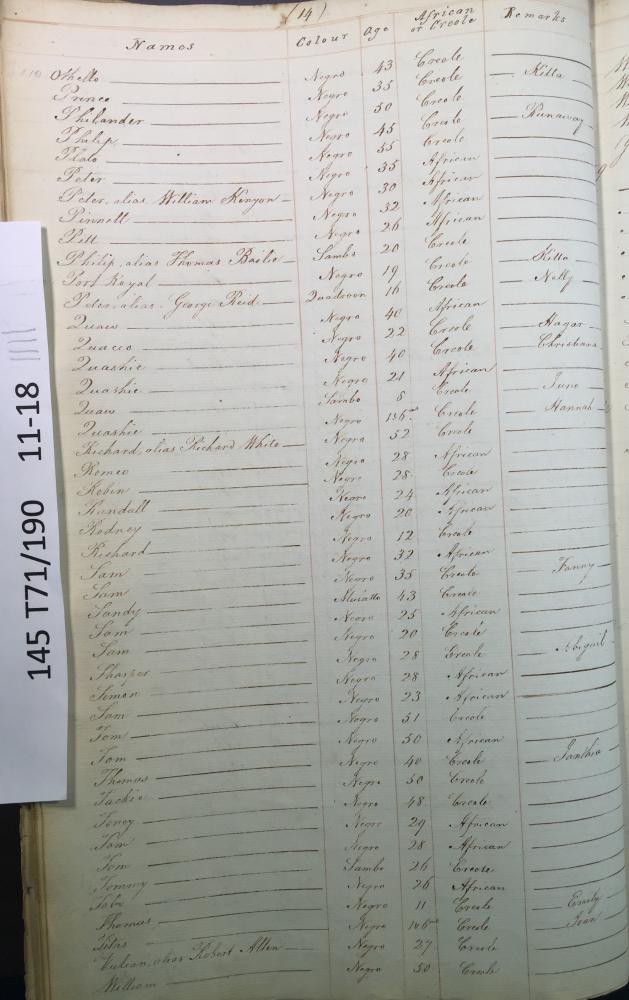 (14)
Names Colour Age African or Creole Remarks
Othello Negro 43 Creole
Prince Negro 35 Creole Kitta
Philander Negro 50 Creole
Philip Negro 45 Creole Runaway
Plato Negro 55 Creole
Peter Negro 35 African
Peter, alias William Kenyon Negro 30 African
Pinnell Negro 32 African
Pitt Negro 26 African
Philip, alias Thomas Bailie Sambo 20 Creole
Port Royal Negro 19 Creole Kitta
Peter, alias George Reid Quadroon 16 Creole Nelly
Quaw Negro 40 African
Quacco Negro 22 Creole Hagar
Quashie Negro 40 Creole Christiana
Quashie Negro 21 African
Quaw Sambo 8 Creole Juno
Quashie Negro Creole Hannah
Richard, alias Richard White Negro 52 Creole
Romeo Negro 28 African
Robin Negro 28 Creole
Randall Negro 24 African
Rodney Negro 20 African
Richard Negro 12 Creole
Sam Negro 32 African
Sam Negro 35 Creole Fanny
Sandy Mulatto 43 Creole
Sam Negro 25 African
Sam Negro 20 Creole
Sharper Negro 28 Creole Abigail
Simon Negro 28 African
Sam Negro 23 African
Tom Negro 51 Creole
Tom Negro 50 African
Thomas Negro 40 Creole Ianthia
Tackie Negro 50 Creole
Toney Negro 48 Creole
Tom Negro 29 African
Tom Negro 28 African
Tommy Sambo 26 Creole
Tobi Negro 26 African
Thomas Negro 11 Creole Emily
Titus Negro Creole Jean
Vulcan, alias Robert Allen Negro 27 Creole
William Negro 50 Creole
145 T71/190 11-18